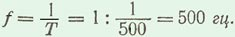 f = 1/T = 1 : 1/500 = 500 гц.